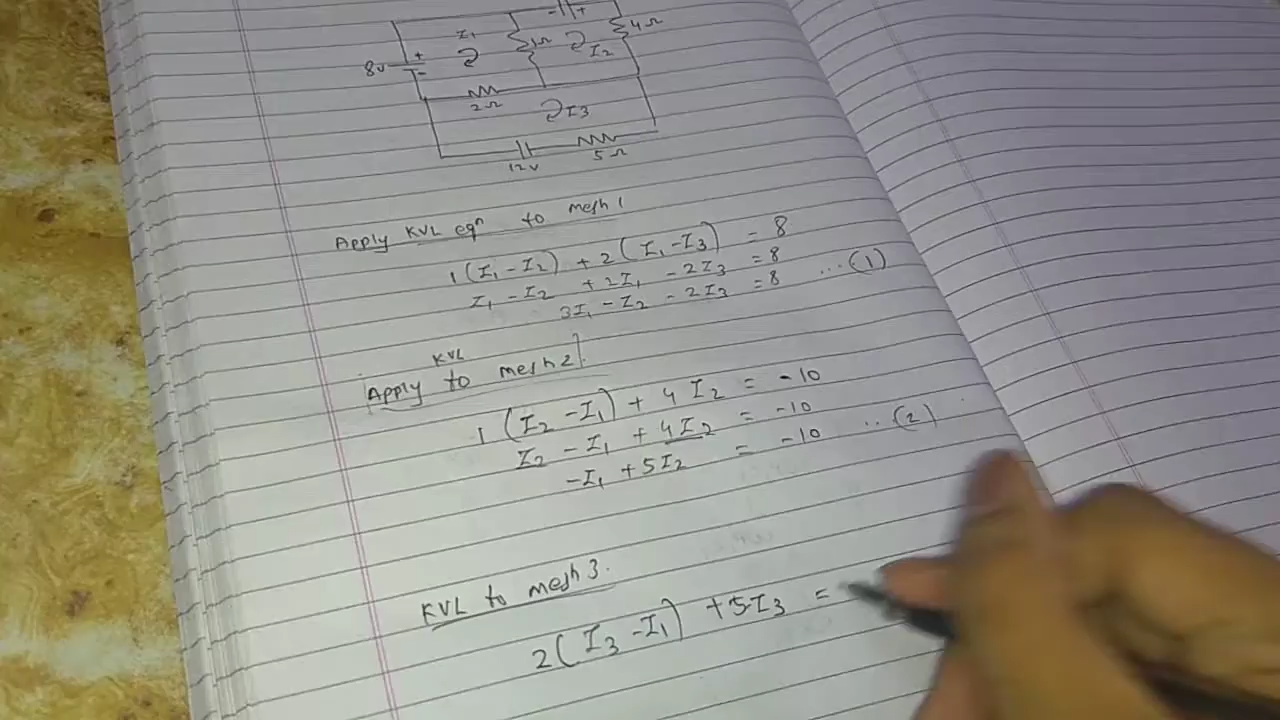 - +
4Ω
I1
1Ω
I2
8v
+
-
2Ω
I3
12v
5Ω
Apply KVL eqn to mesh 1
1(I1 - I2) + 2(I1 - I3) = 8
I1 - I2 + 2I1 - 2I3 = 8
3I1 - I2 - 2I3 = 8 ...(1)
KVL
Apply to mesh 2
1(I2 - I1) + 4I2 = -10
I2 - I1 + 4I2 = -10
-I1 + 5I2 = -10 ..(2)
KVL to mesh 3.
2(I3 - I1) + 5I3 =